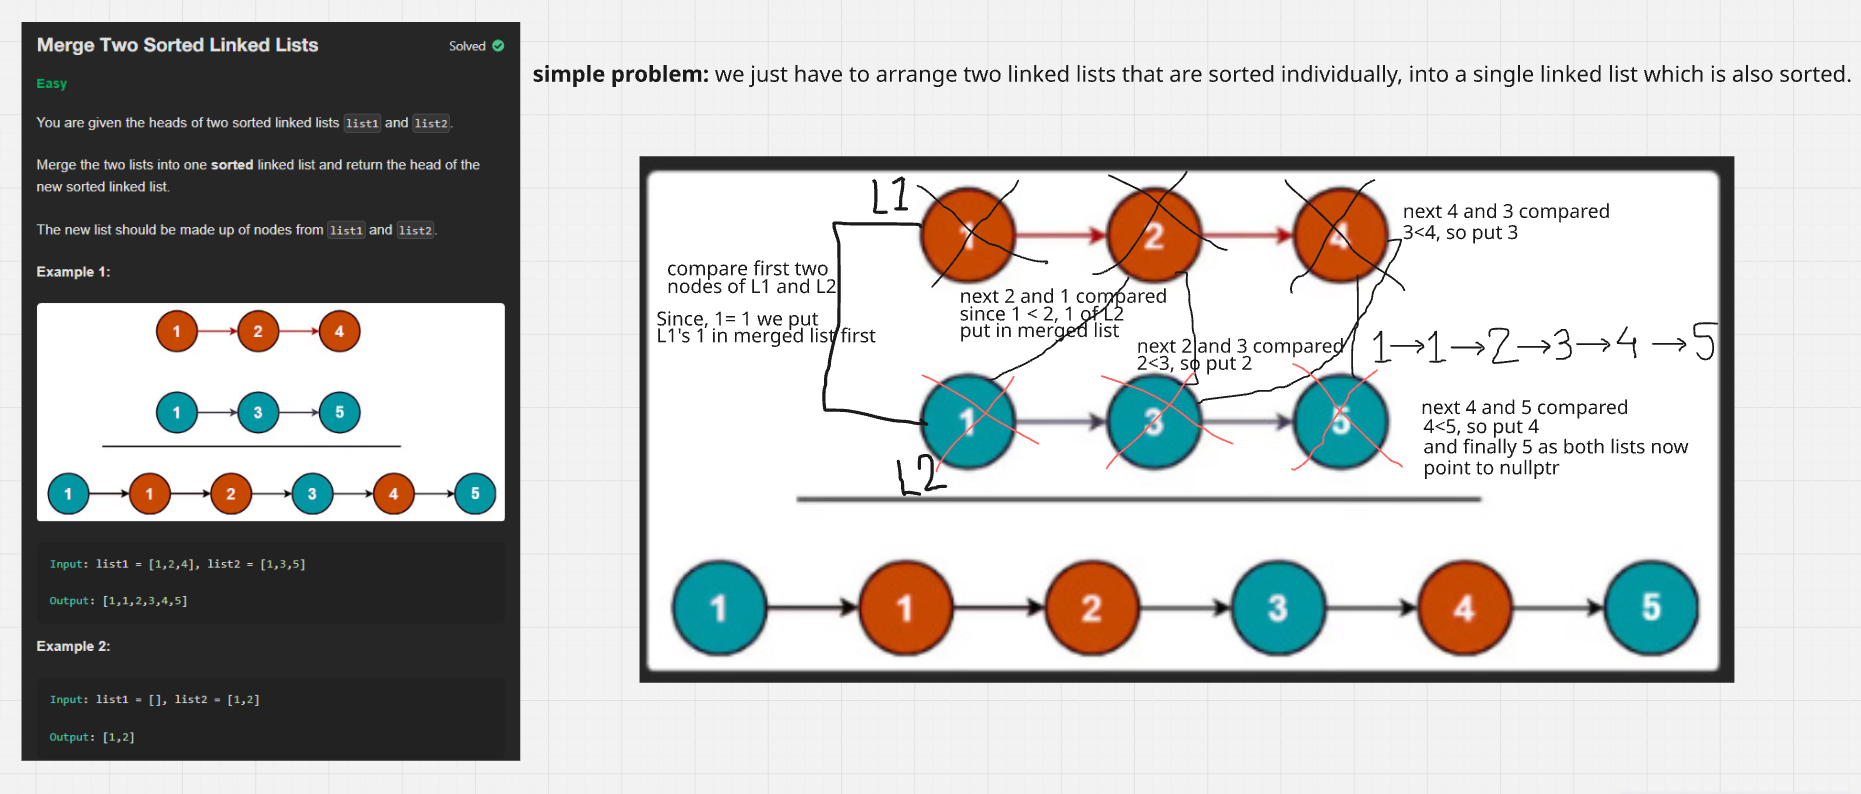 Merge Two Sorted Linked Lists
Solved
Easy
You are given the heads of two sorted linked lists list1 and list2.
Merge the two lists into one sorted linked list and return the head of the
new sorted linked list.
The new list should be made up of nodes from list1 and list2.
Example 1:
1 2 4
1 3 5
1 1 2 3 4 5
Input: list1 = [1,2,4], list2 = [1,3,5]
Output: [1,1,2,3,4,5]
Example 2:
Input: list1 = [], list2 = [1,2]
Output: [1,2]
simple problem: we just have to arrange two linked lists that are sorted individually, into a single linked list which is also sorted.
L1
1 2 4
next 4 and 3 compared
3<4, so put 3
compare first two
nodes of L1 and L2
Since, 1= 1 we put
L1's 1 in merged list first
next 2 and 1 compared
since 1 < 2, 1 of L2
put in merged list
next 2 and 3 compared
2<3, so put 2
1→1→2→3→4→5
1 3 5
L2
next 4 and 5 compared
4<5, so put 4
and finally 5 as both lists now
point to nullptr
1 1 2 3 4 5